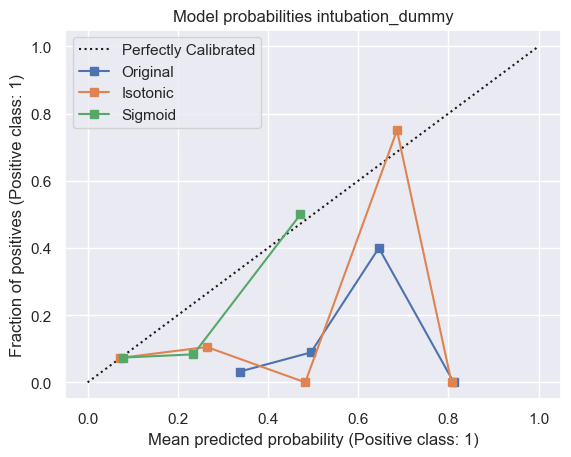 Model probabilities intubation_dummy
Perfectly Calibrated
Original
Isotonic
Sigmoid
Fraction of positives (Positive class: 1)
1.0
0.8
0.6
0.4
0.2
0.0
0.0 0.2 0.4 0.6 0.8 1.0
Mean predicted probability (Positive class: 1)